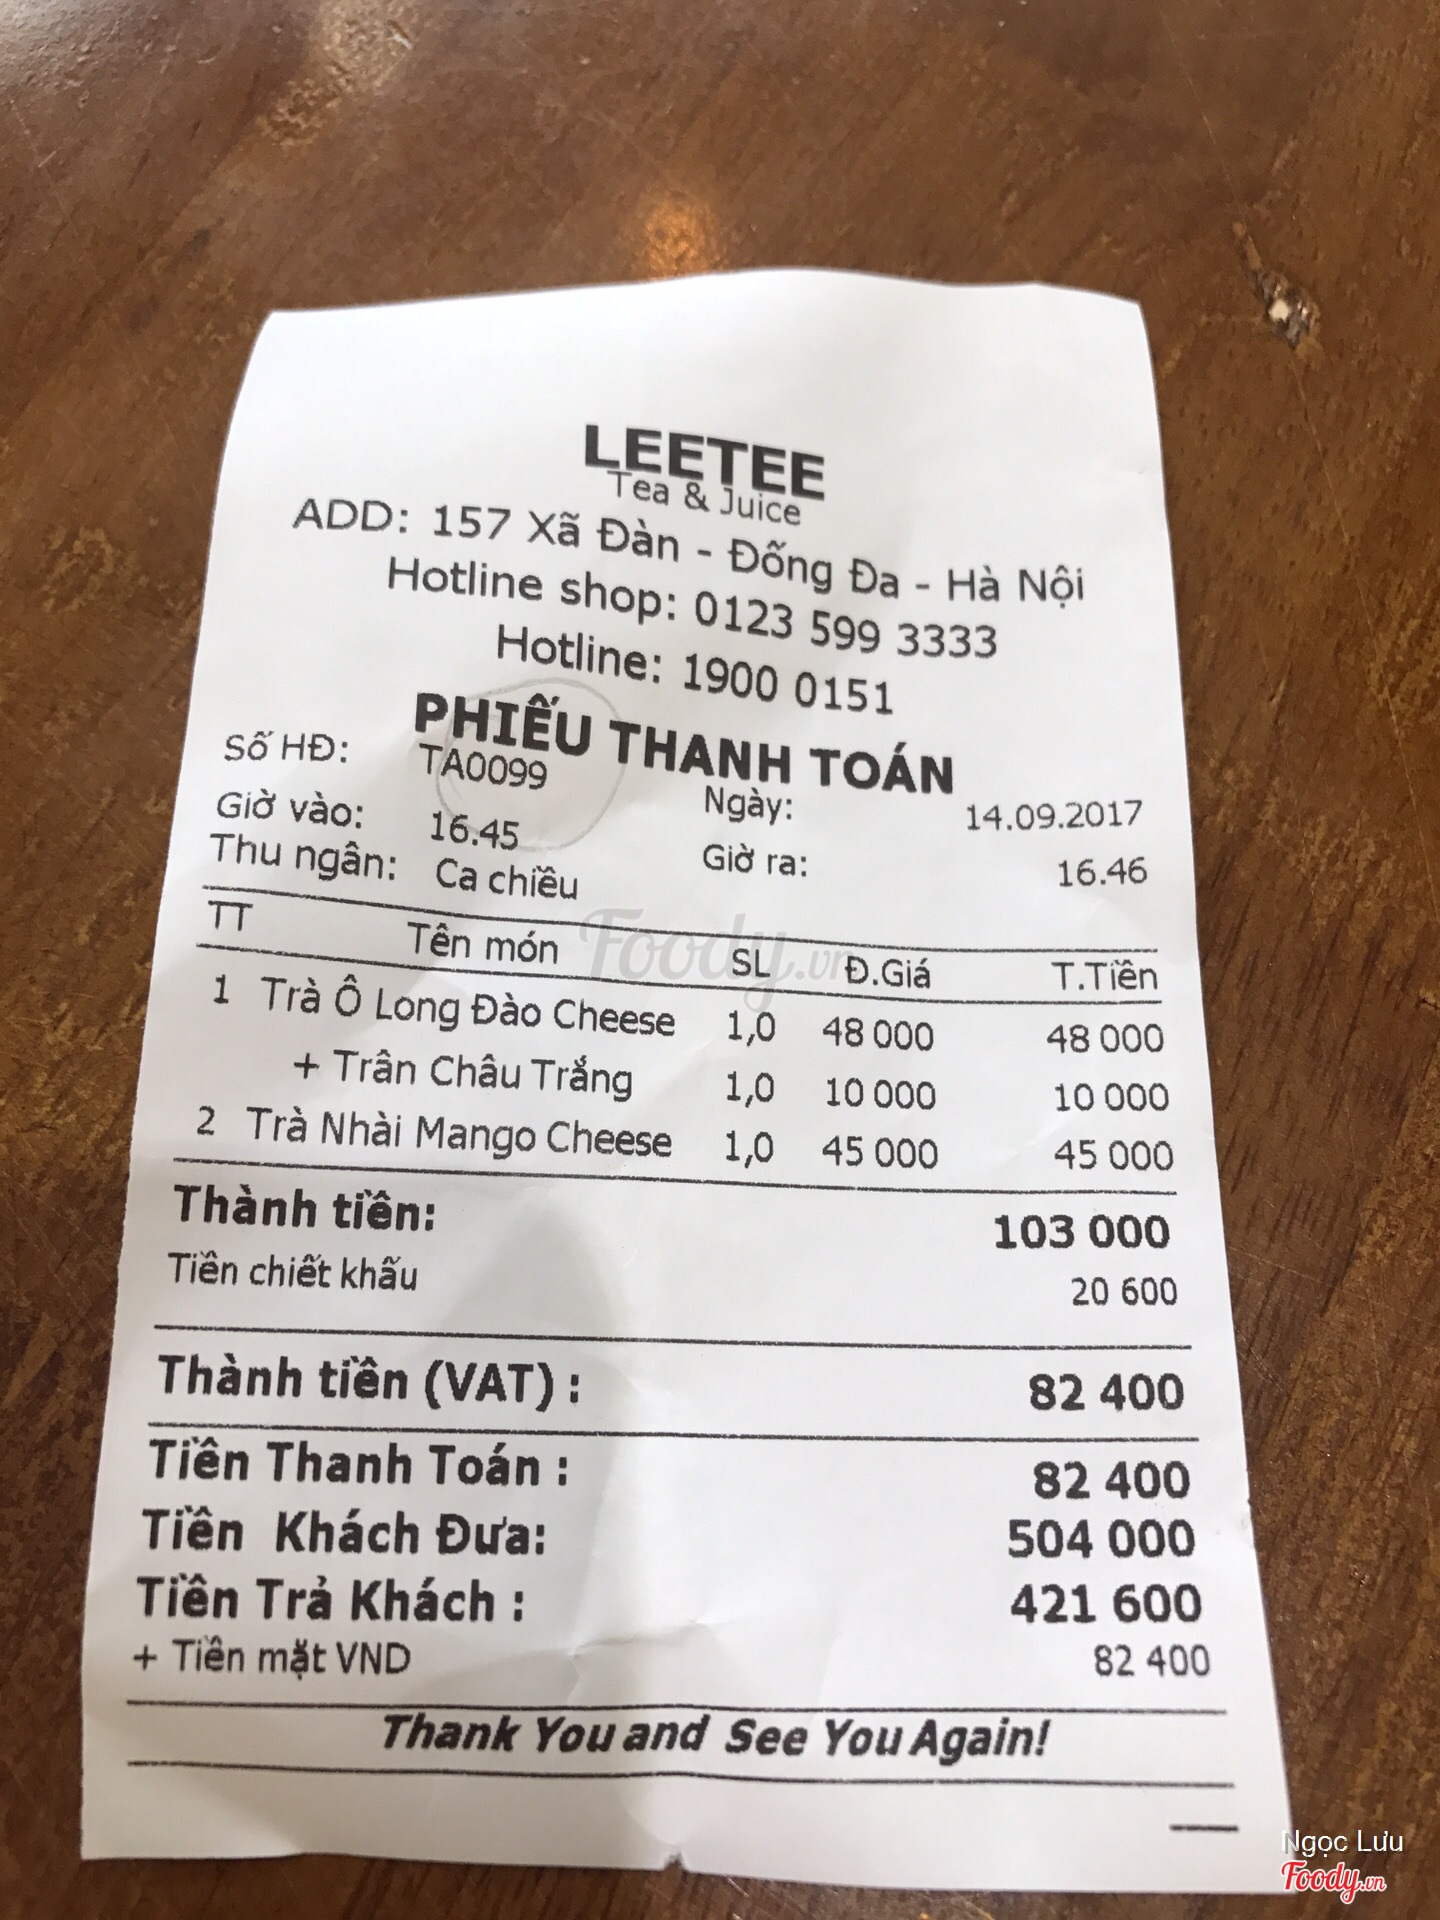 LEETEE
Tea & Juice
ADD: 157 Xã Đàn - Đống Đa - Hà Nội
Hotline shop: 0123 599 3333
Hotline: 1900 0151
PHIẾU THANH TOÁN
Số HĐ: TA0099 Ngày: 14.09.2017
Giờ vào: 16.45 Giờ ra: 16.46
Thu ngân: Ca chiều
TT Tên món SL Đ.Giá T.Tiền
1 Trà Ô Long Đào Cheese 1,0 48 000 48 000
+ Trân Châu Trắng 1,0 10 000 10 000
2 Trà Nhài Mango Cheese 1,0 45 000 45 000
Thành tiền: 103 000
Tiền chiết khấu 20 600
Thành tiền (VAT) : 82 400
Tiền Thanh Toán : 82 400
Tiền Khách Đưa: 504 000
Tiền Trả Khách : 421 600
+ Tiền mặt VND 82 400
Thank You and See You Again!
Foody.vn
Ngọc Lưu
Foody.vn